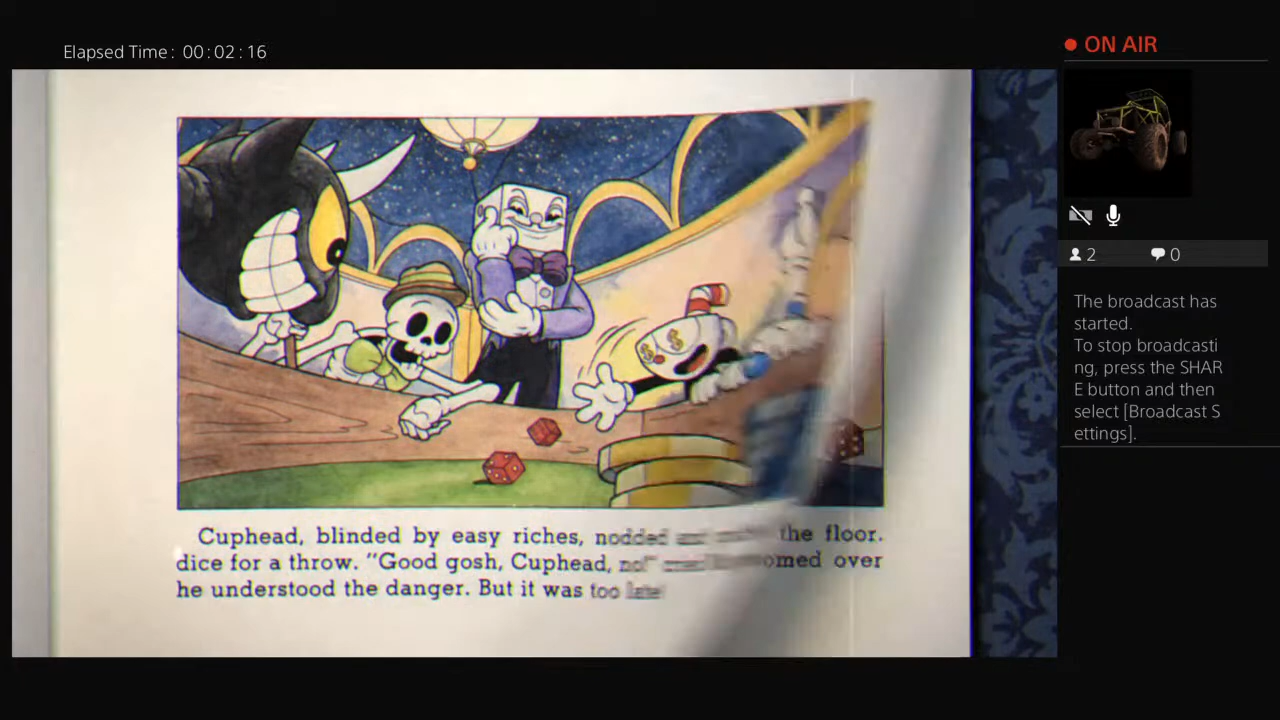 Elapsed Time: 00:02:16
ON AIR
2
0
The broadcast has
started.
To stop broadcasti
ng, press the SHAR
E button and then
select [Broadcast S
ettings].
Cuphead, blinded by easy riches, nodded the floor.
dice for a throw. "Good gosh, Cuphead, no!" omed over
he understood the danger. But it was too late